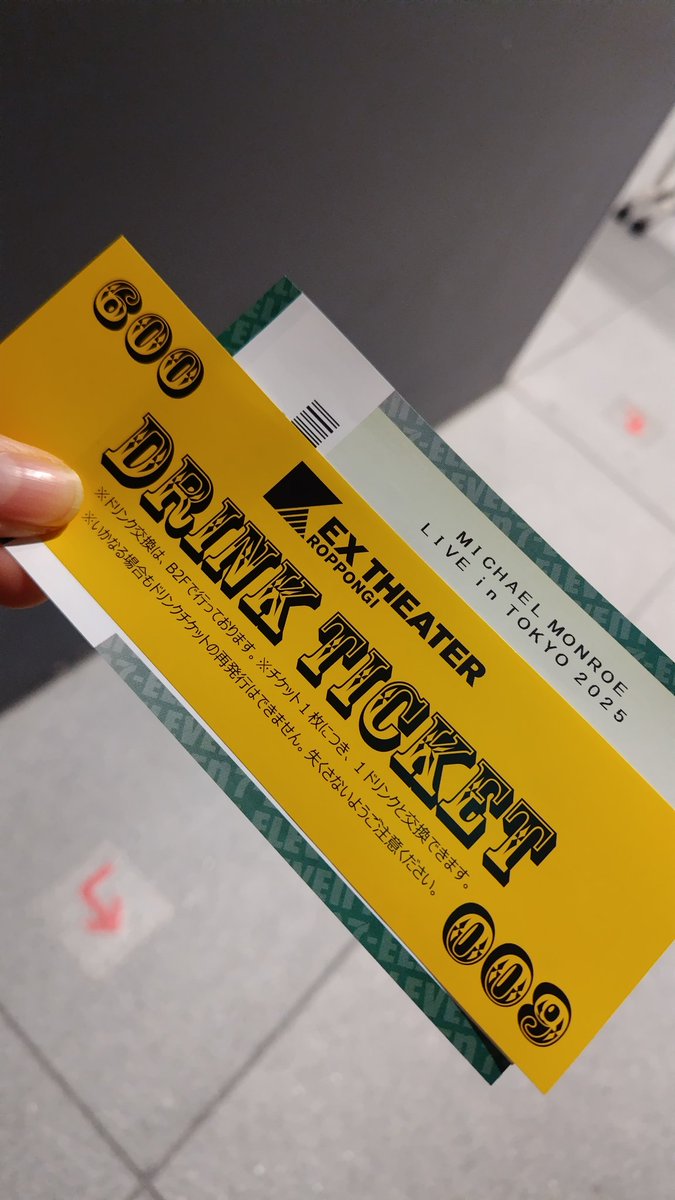 600
EX THEATER
ROPPONGI
DRINK TICKET
※ドリンク交換は、B2Fで行っております。※チケット1枚につき、1ドリンクと交換できます。
※いかなる場合もドリンクチケットの再発行はできません。失くさないようご注意ください。
600
MICHAEL MONROE
LIVE in TOKYO 2025